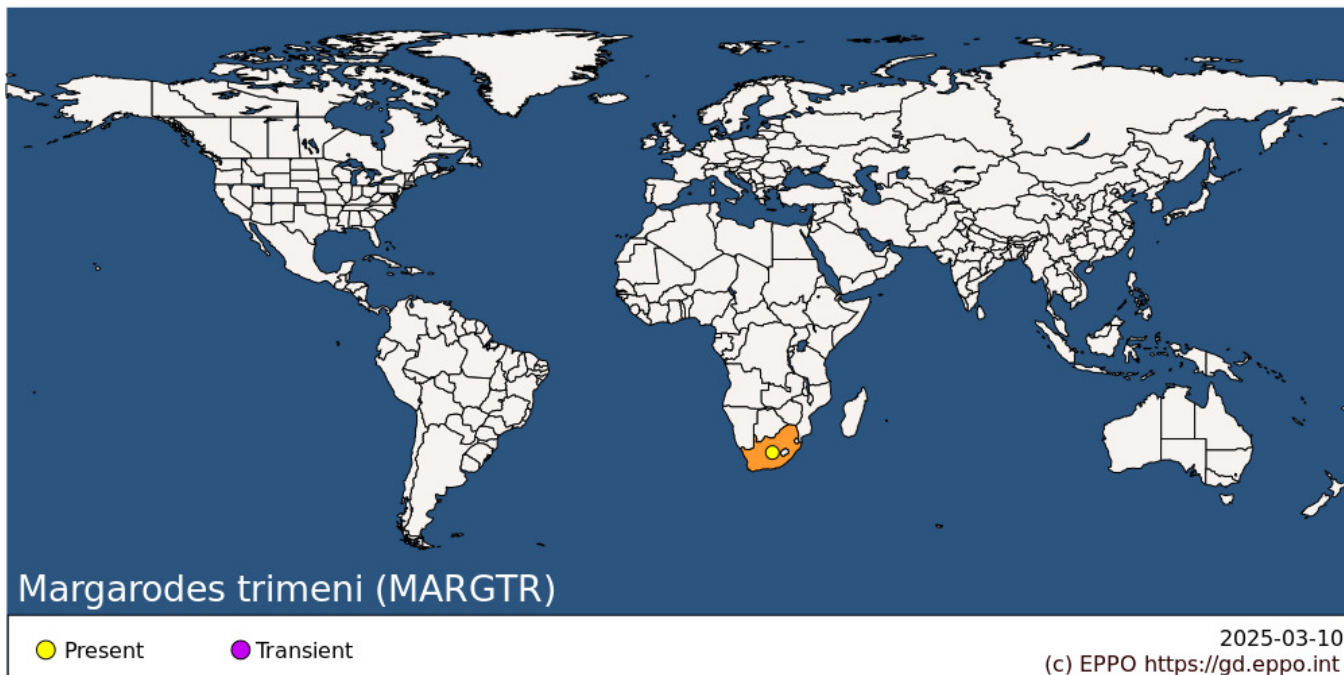 Margarodes trimeni (MARGTR)
Present
Transient
2025-03-10
(c) EPPO https://gd.eppo.int